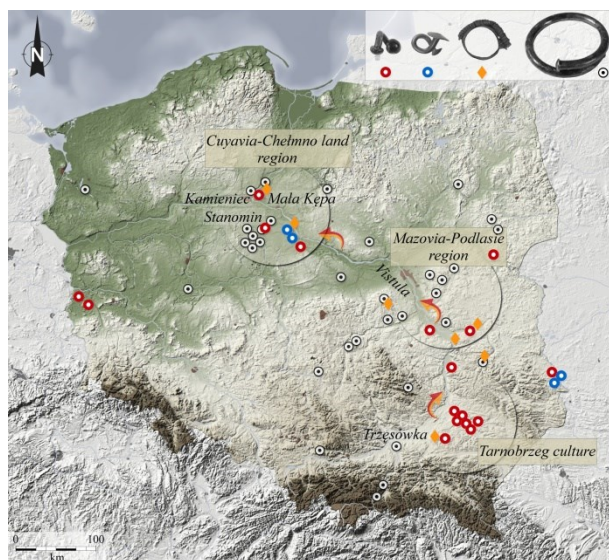 N
Cuyavia-Chełmno land
region
Kamieniec
Mała Kępa
Stanomin
Mazovia-Podlasie
region
Vistula
Trzęsówka
Tarnobrzeg culture
0
100
km